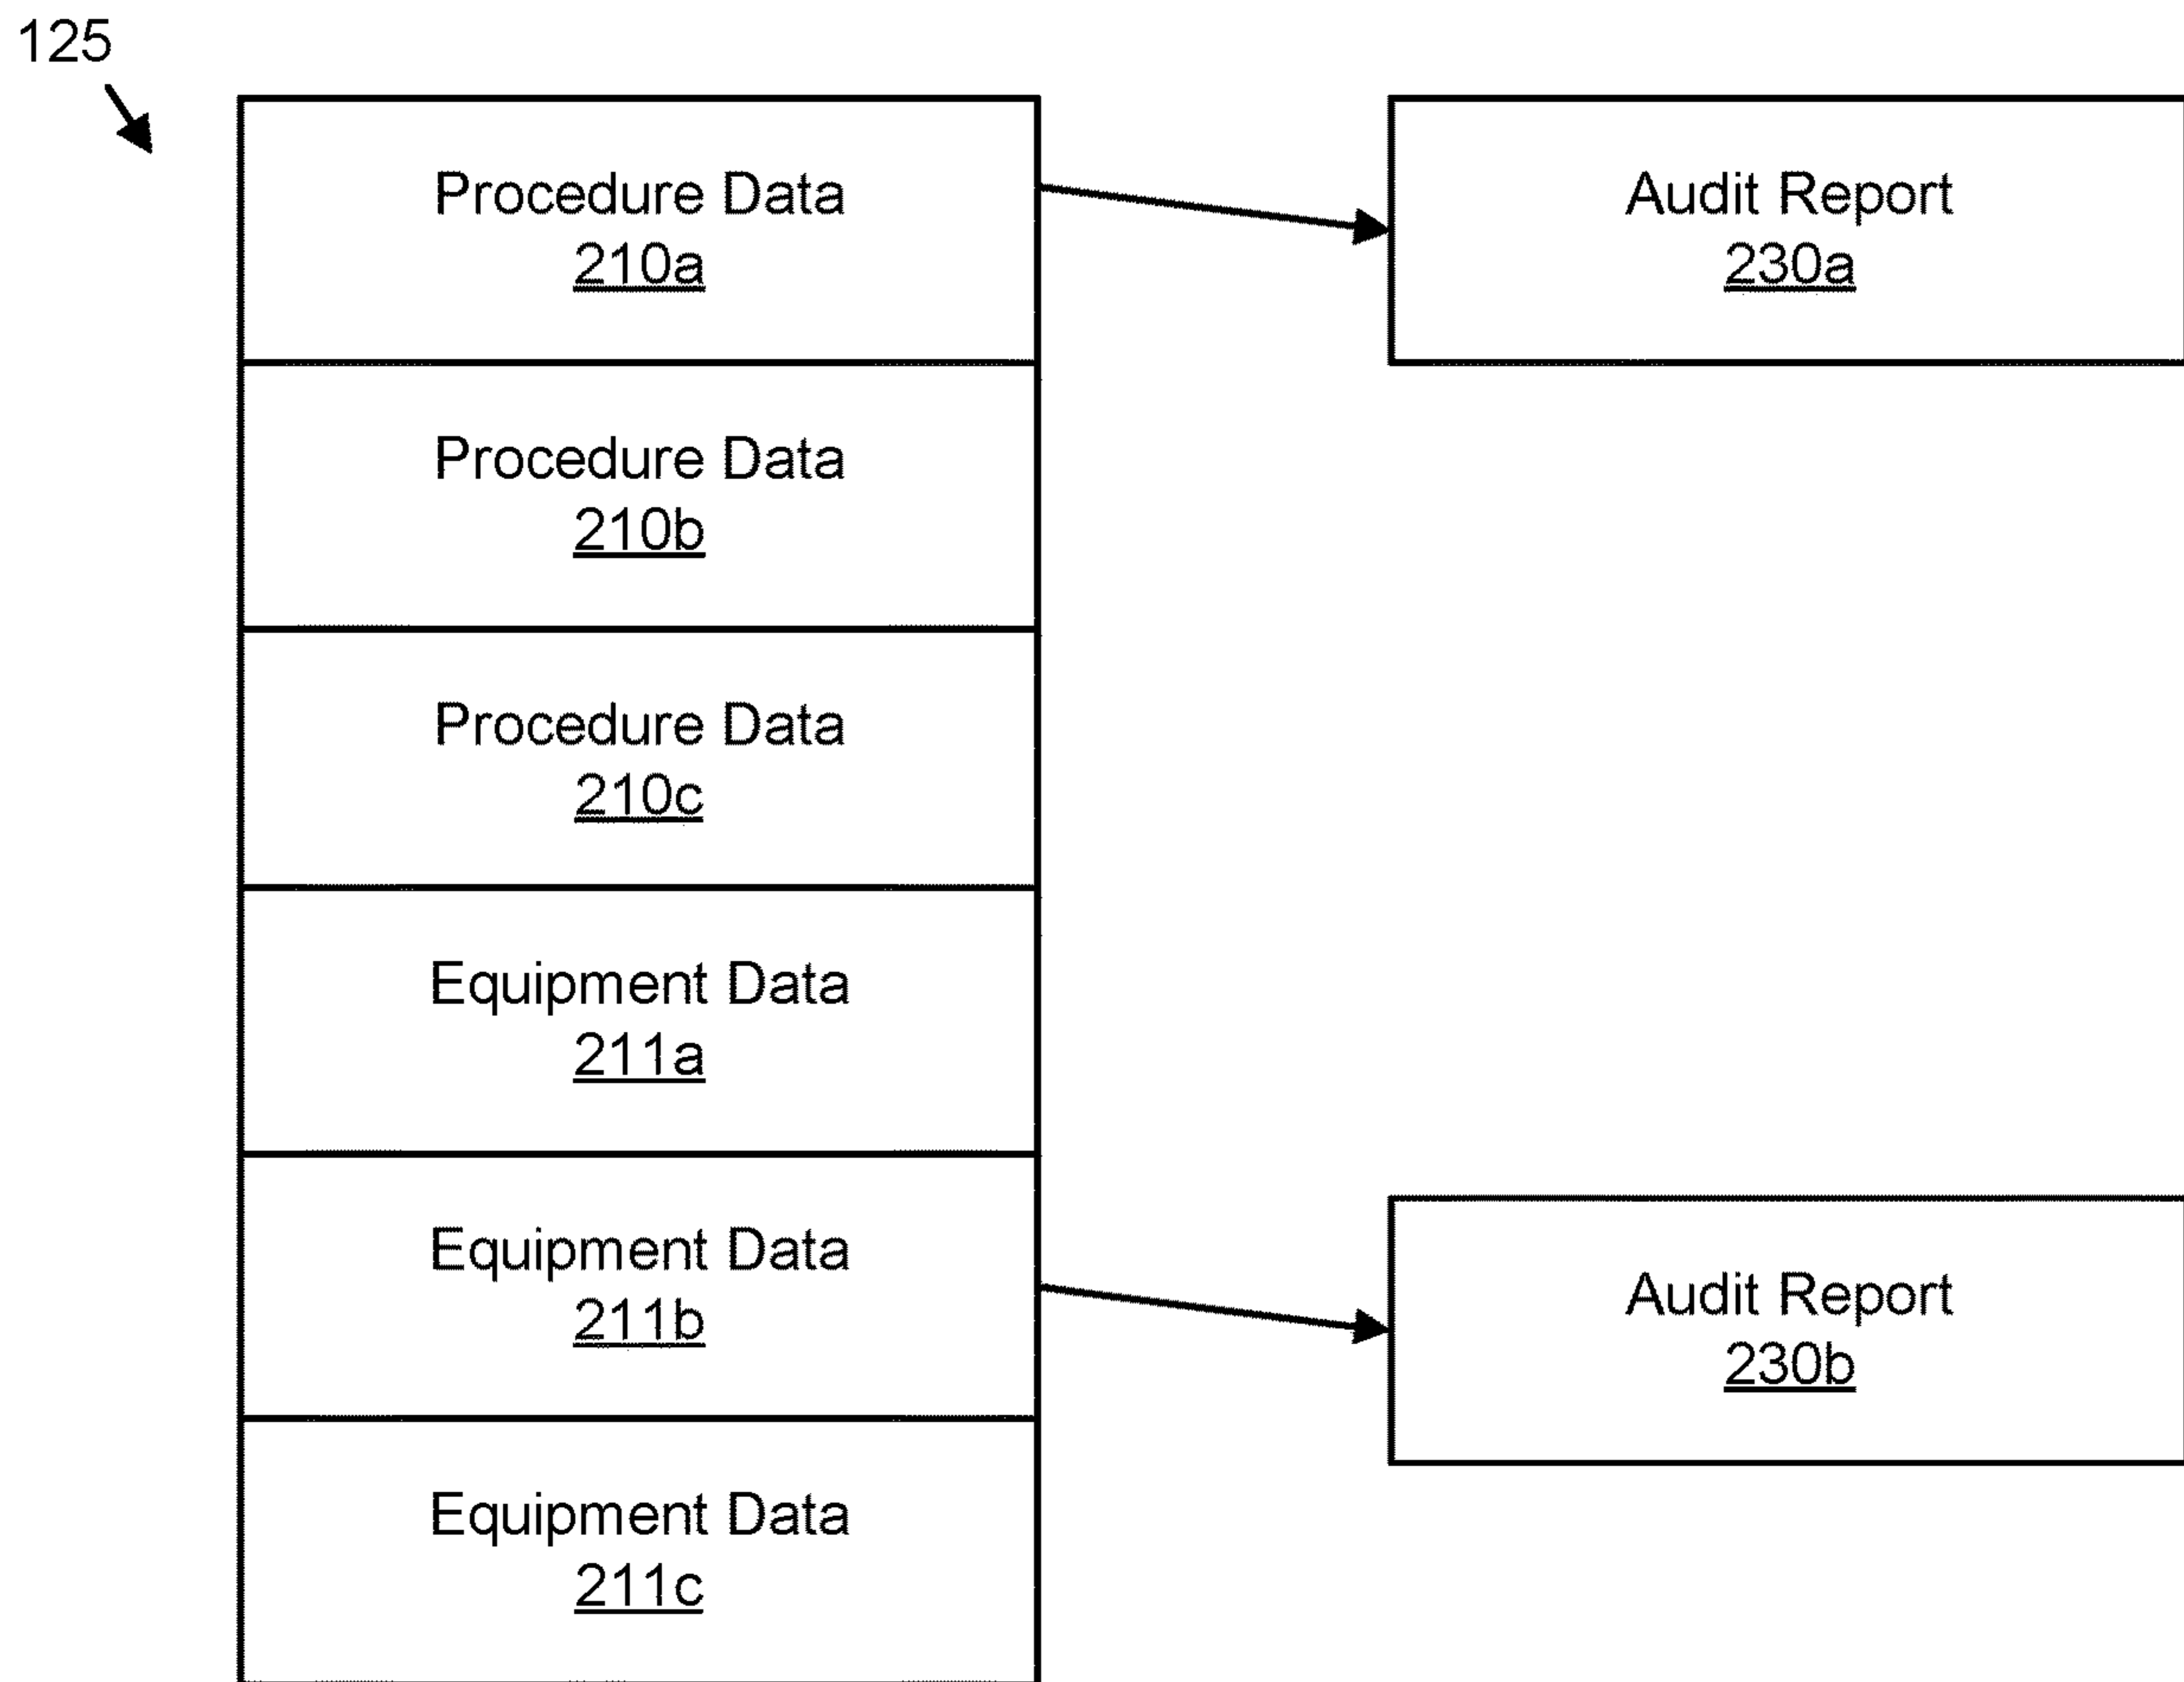 125
Procedure Data
210a
Audit Report
230a
Procedure Data
210b
Procedure Data
210c
Equipment Data
211a
Equipment Data
211b
Audit Report
230b
Equipment Data
211c